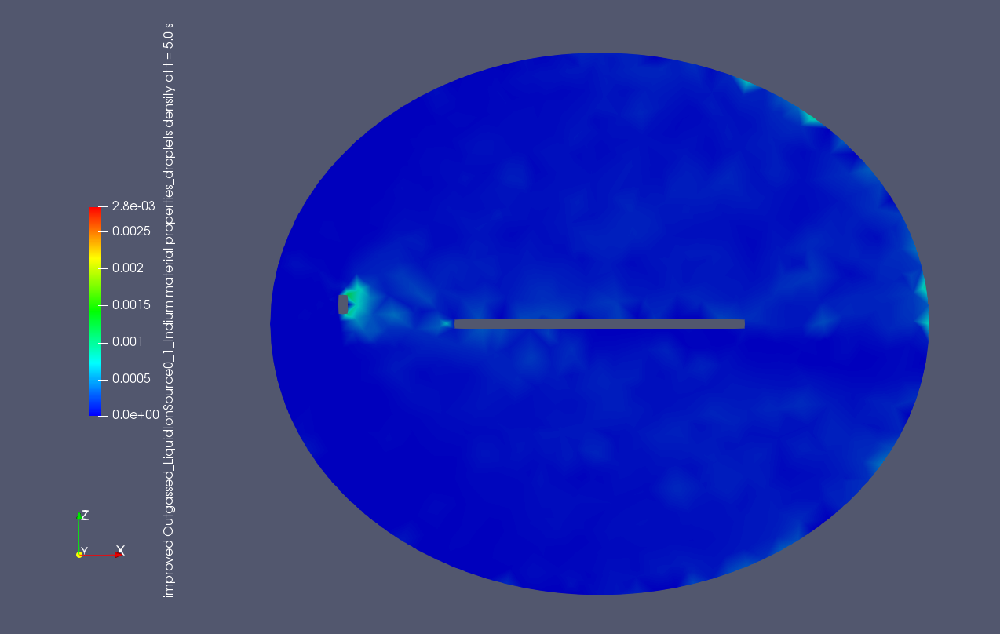 2.8e-03
0.0025
0.002
0.0015
0.001
0.0005
0.0e+00
improved Outgassed_LiquidIonSource0_1_Indium material properties_droplets density at t = 5.0 s
Z
Y
X